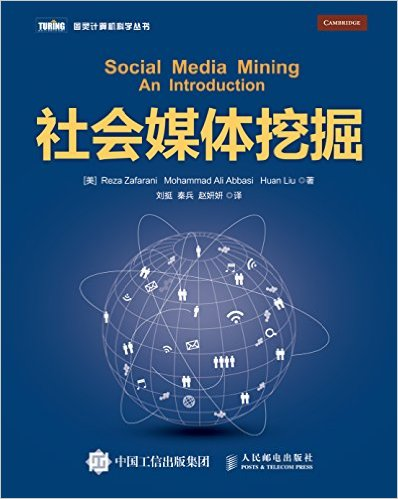 TURING
图灵计算机科学丛书
CAMBRIDGE
Social Media Mining
An Introduction
社会媒体挖掘
[美] Reza Zafarani Mohammad Ali Abbasi Huan Liu ◎著
刘挺 秦兵 赵妍妍 ◎译
中国工信出版集团
人民邮电出版社
POSTS & TELECOM PRESS